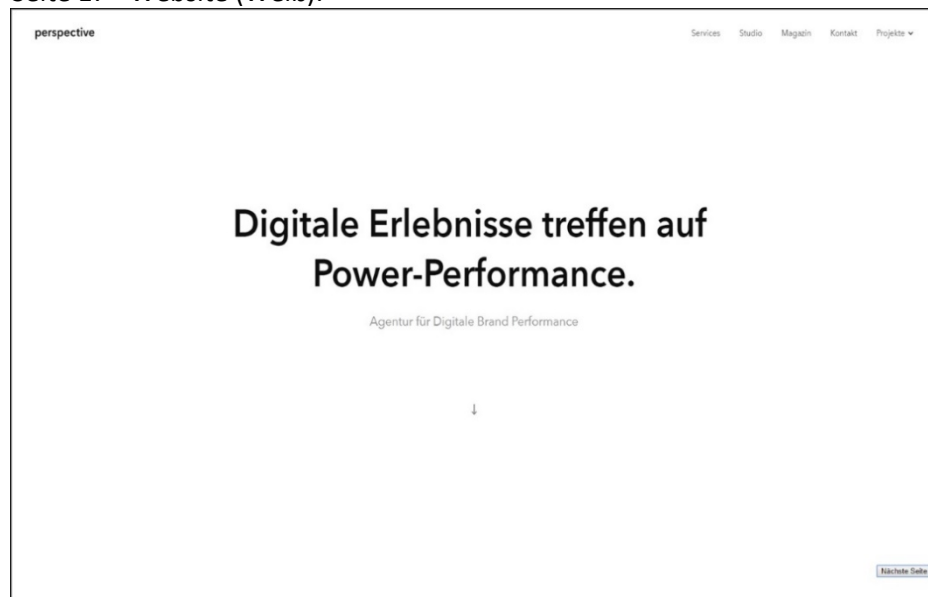 perspective
Services Studio Magazin Kontakt Projekte
Digitale Erlebnisse treffen auf
Power-Performance.
Agentur für Digitale Brand Performance
Nächste Seite